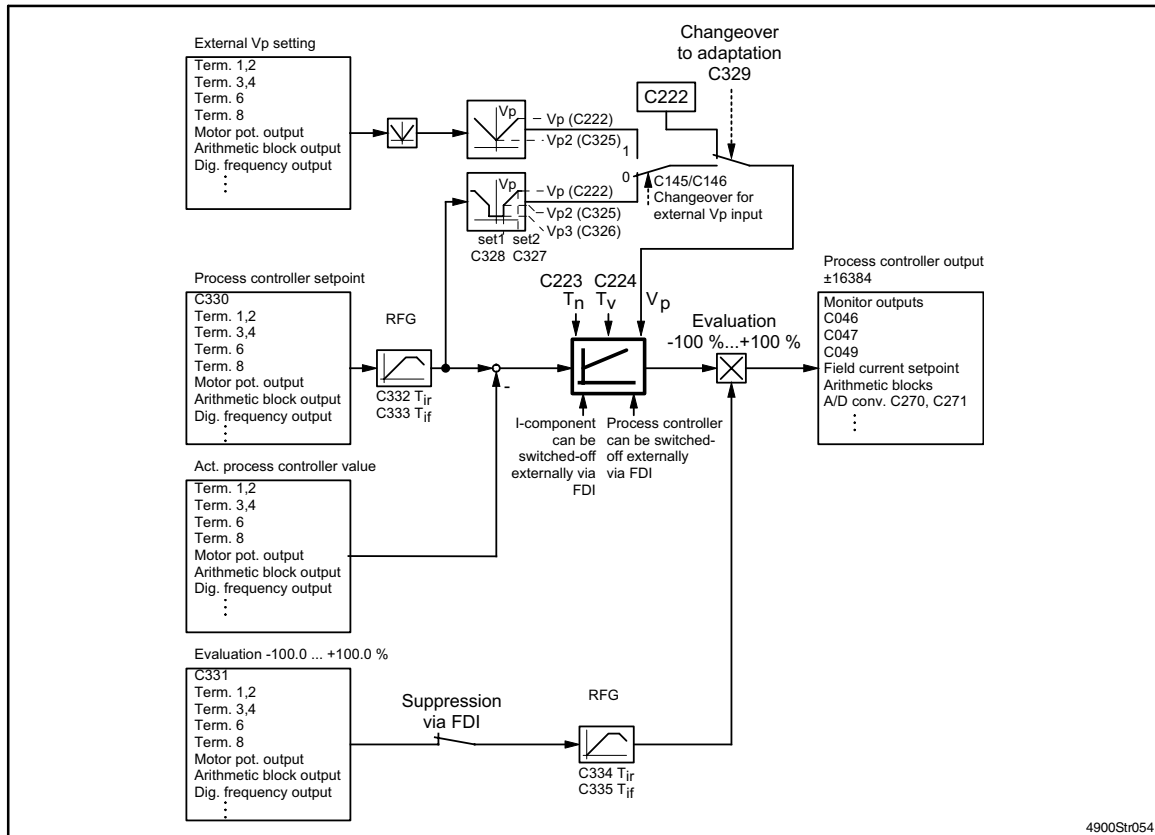 External Vp setting
Term. 1,2
Term. 3,4
Term. 6
Term. 8
Motor pot. output
Arithmetic block output
Dig. frequency output
Vp
Vp (C222)
Vp2 (C325)
1
0
Vp
Vp (C222)
Vp2 (C325)
Vp3 (C326)
set1 set2
C328 C327
Changeover
to adaptation
C329
C222
C145/C146
Changeover for
external Vp input
Process controller setpoint
C330
Term. 1,2
Term. 3,4
Term. 6
Term. 8
Motor pot. output
Arithmetic block output
Dig. frequency output
RFG
C332 Tir
C333 Tif
-
C223
Tn
C224
Tv
Vp
I-component
can be
switched-off
externally via
FDI
Process controller
can be switched-
off externally
via FDI
Evaluation
-100 %...+100 %
Process controller output
±16384
Monitor outputs
C046
C047
C049
Field current setpoint
Arithmetic blocks
A/D conv. C270, C271
Act. process controller value
Term. 1,2
Term. 3,4
Term. 6
Term. 8
Motor pot. output
Arithmetic block output
Dig. frequency output
Evaluation -100.0 ... +100.0 %
C331
Term. 1,2
Term. 3,4
Term. 6
Term. 8
Motor pot. output
Arithmetic block output
Dig. frequency output
Suppression
via FDI
RFG
C334 Tir
C335 Tif
4900Str054